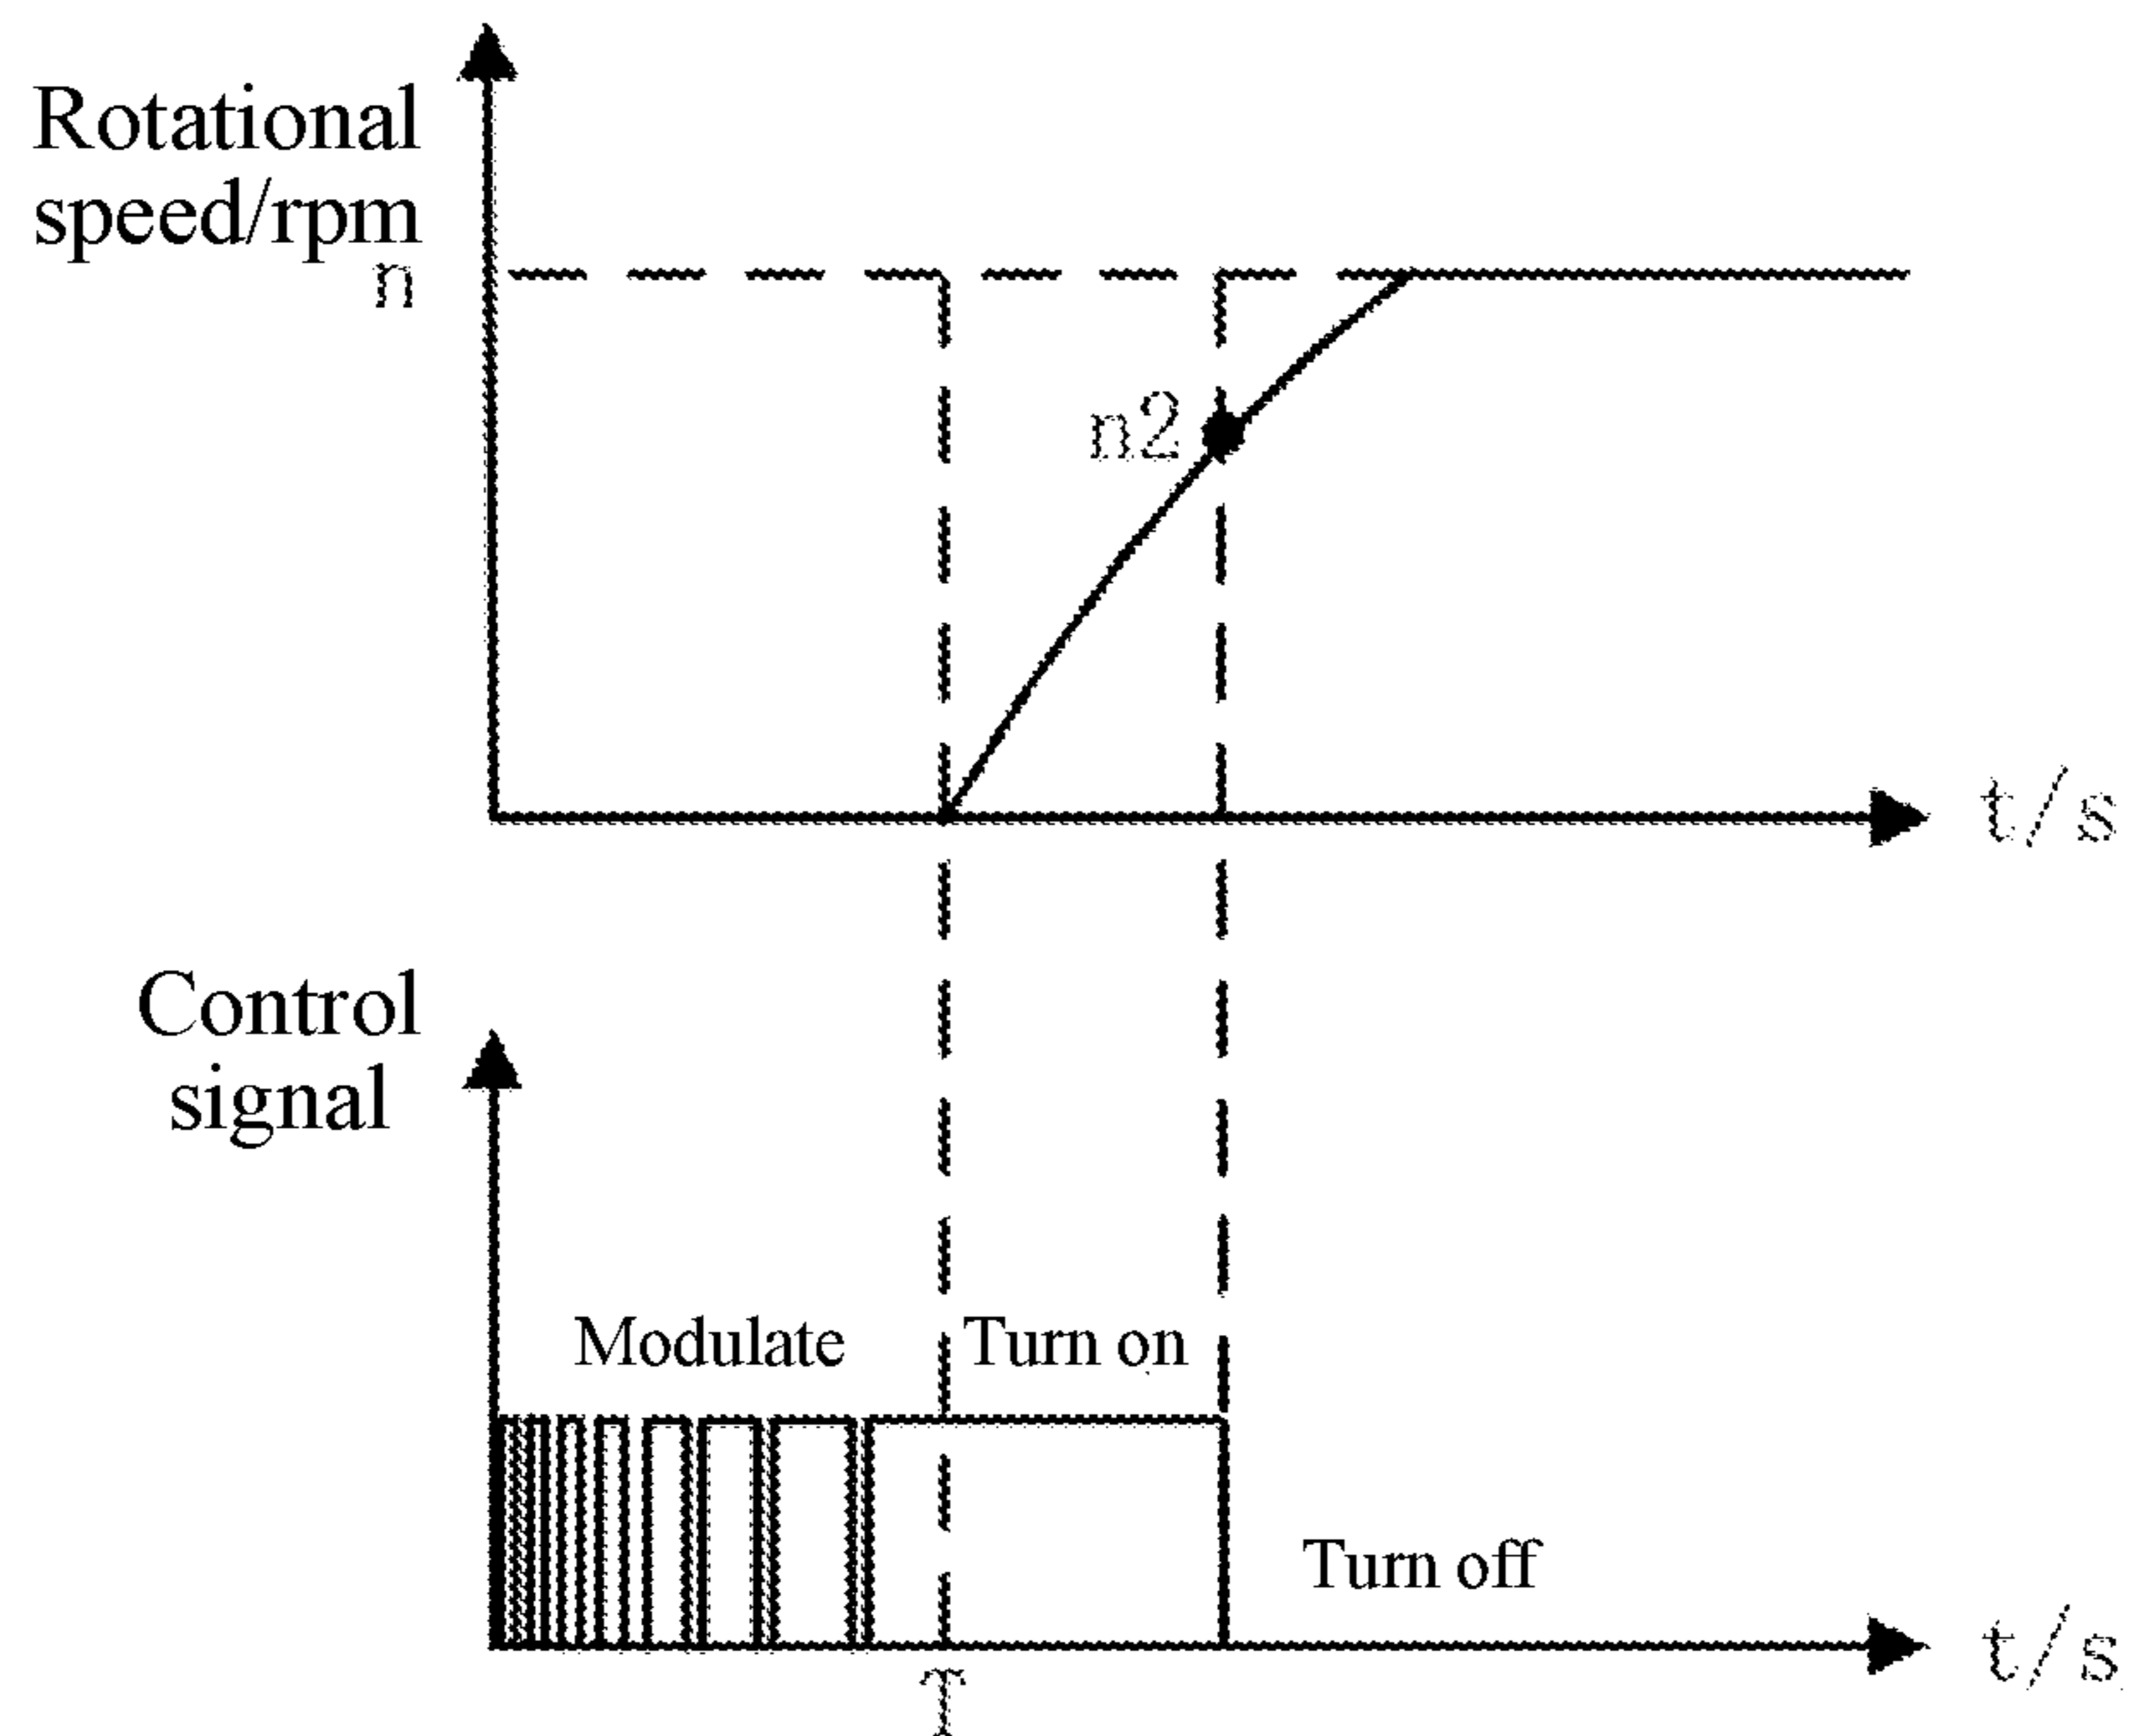 Rotational
speed/rpm
n
n2
t/s
Control
signal
Modulate
Turn on
Turn off
t/s
T